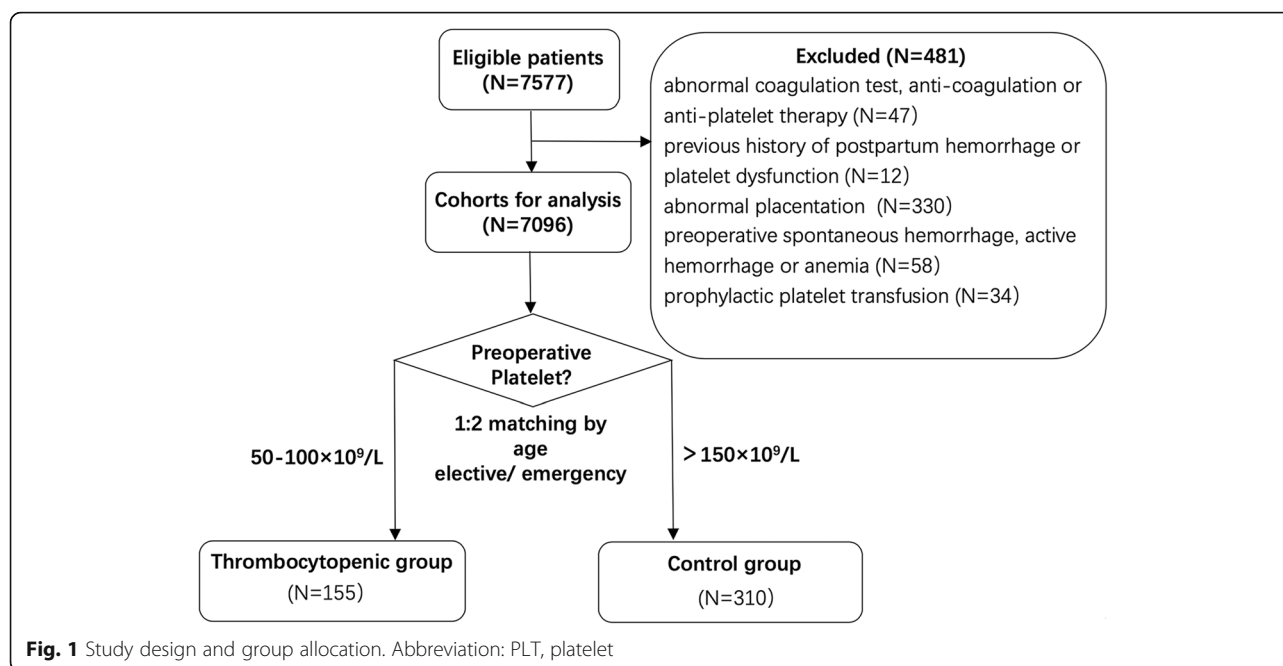 Eligible patients
(N=7577)
Excluded (N=481)
abnormal coagulation test, anti-coagulation or
anti-platelet therapy (N=47)
previous history of postpartum hemorrhage or
platelet dysfunction (N=12)
abnormal placentation (N=330)
preoperative spontaneous hemorrhage, active
hemorrhage or anemia (N=58)
prophylactic platelet transfusion (N=34)
Cohorts for analysis
(N=7096)
Preoperative
Platelet?
1:2 matching by
age
elective/ emergency
50-100×10⁹/L
>150×10⁹/L
Thrombocytopenic group
(N=155)
Control group
(N=310)
Fig. 1 Study design and group allocation. Abbreviation: PLT, platelet